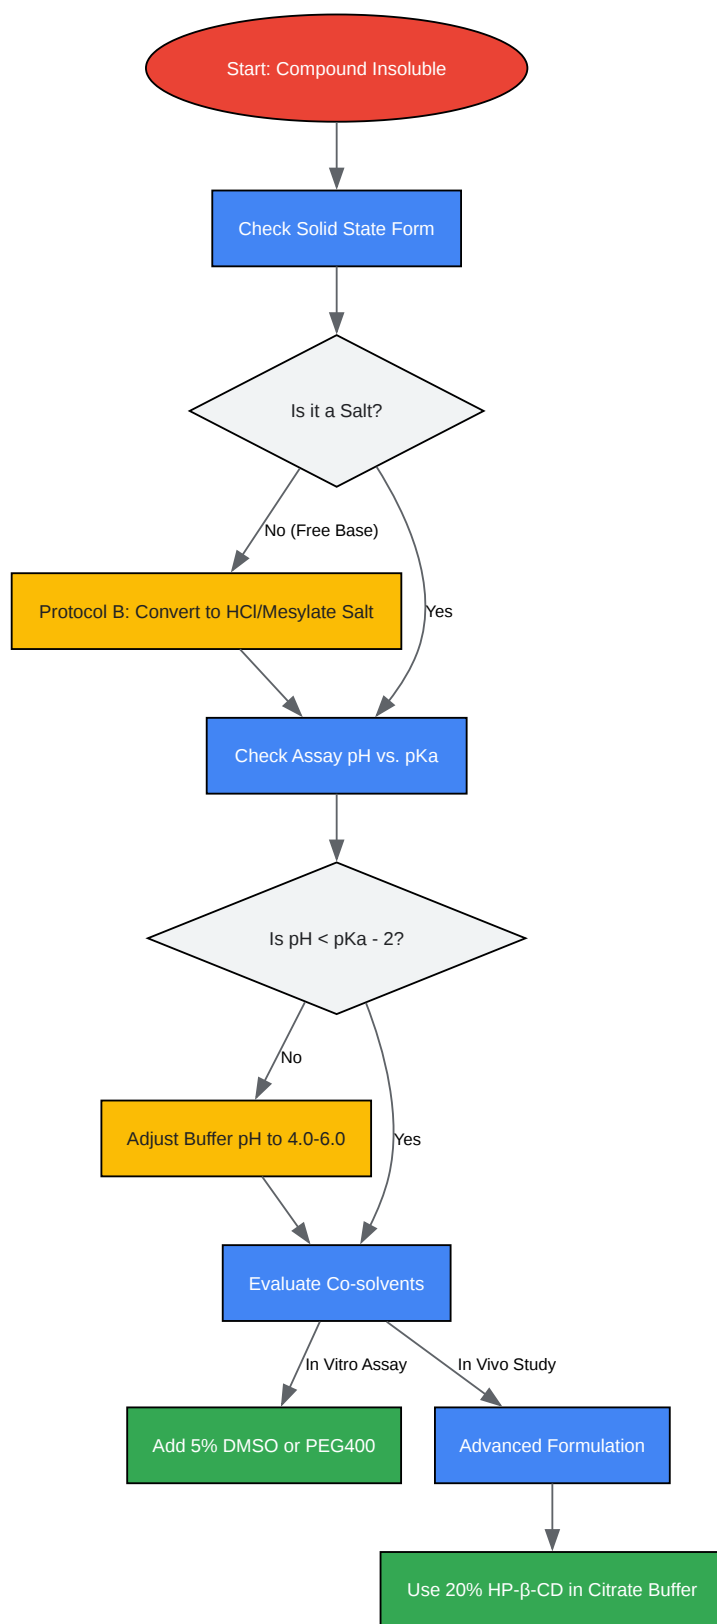 Start: Compound Insoluble
Check Solid State Form
Is it a Salt?
No (Free Base)
Protocol B: Convert to HCl/Mesylate Salt
Yes
Check Assay pH vs. pKa
Is pH < pKa - 2?
No
Adjust Buffer pH to 4.0-6.0
Yes
Evaluate Co-solvents
In Vitro Assay
In Vivo Study
Add 5% DMSO or PEG400
Advanced Formulation
Use 20% HP-β-CD in Citrate Buffer